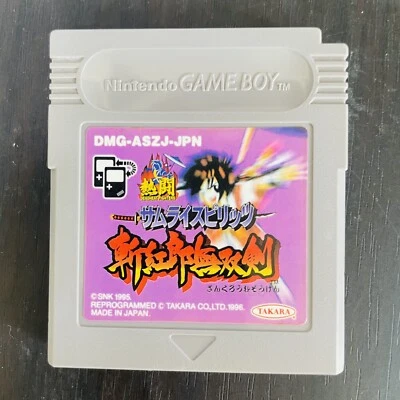 Nintendo GAME BOY TM
DMG-ASZJ-JPN
熱闘
サムライスピリッツ
斬紅郎無双剣
ざんくろうむそうけん
©SNK 1995.
REPROGRAMMED © TAKARA CO.,LTD. 1996.
MADE IN JAPAN.
TAKARA